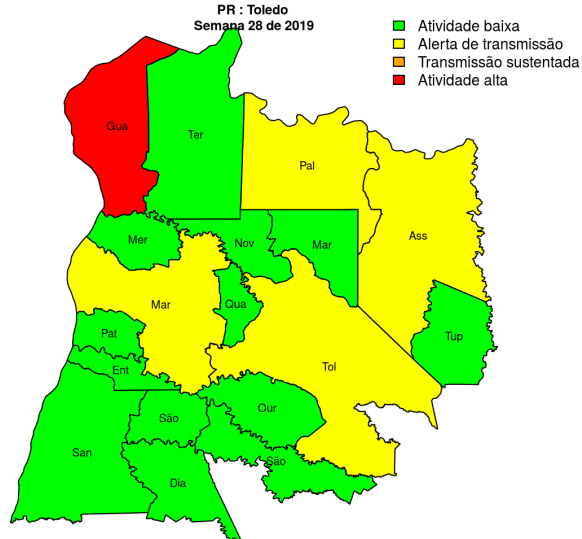 PR : Toledo
Semana 28 de 2019
Atividade baixa
Alerta de transmissão
Transmissão sustentada
Atividade alta
Gua
Ter
Pal
Ass
Mer
Nov
Mar
Mar
Qua
Pat
Tup
Ent
Tol
São
Our
San
São
Dia